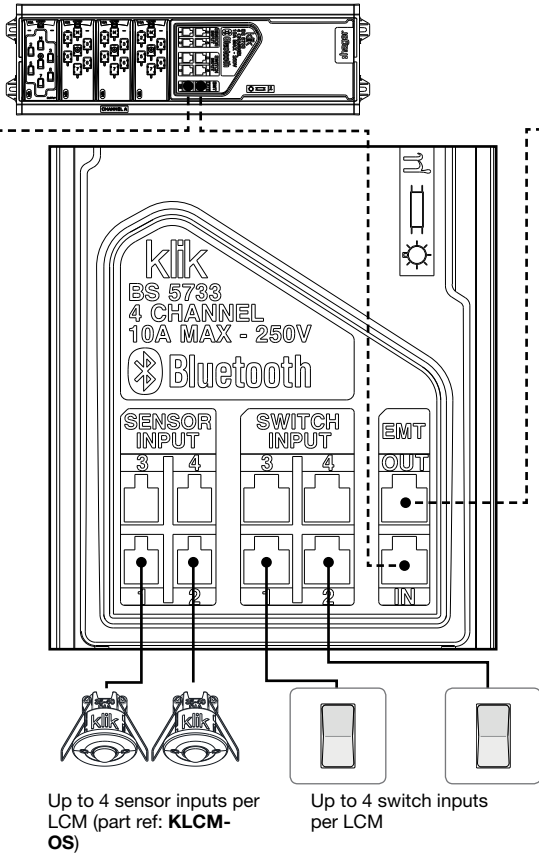 CHANNEL A
klik
BS 5733
4 CHANNEL
10A MAX - 250V
Bluetooth
SENSOR
INPUT
3 4
1 2
SWITCH
INPUT
3 4
1 2
EMT
OUT
IN
klik
klik
Up to 4 sensor inputs per
LCM (part ref: KLCM-
OS)
Up to 4 switch inputs
per LCM